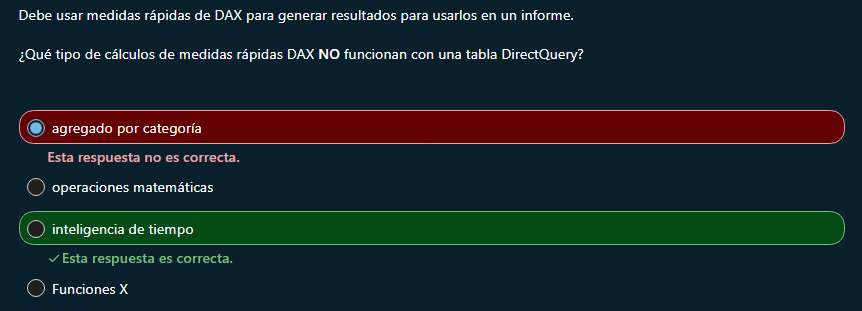 Debe usar medidas rápidas de DAX para generar resultados para usarlos en un informe.
¿Qué tipo de cálculos de medidas rápidas DAX NO funcionan con una tabla DirectQuery?
agregado por categoría
Esta respuesta no es correcta.
operaciones matemáticas
inteligencia de tiempo
Esta respuesta es correcta.
Funciones X